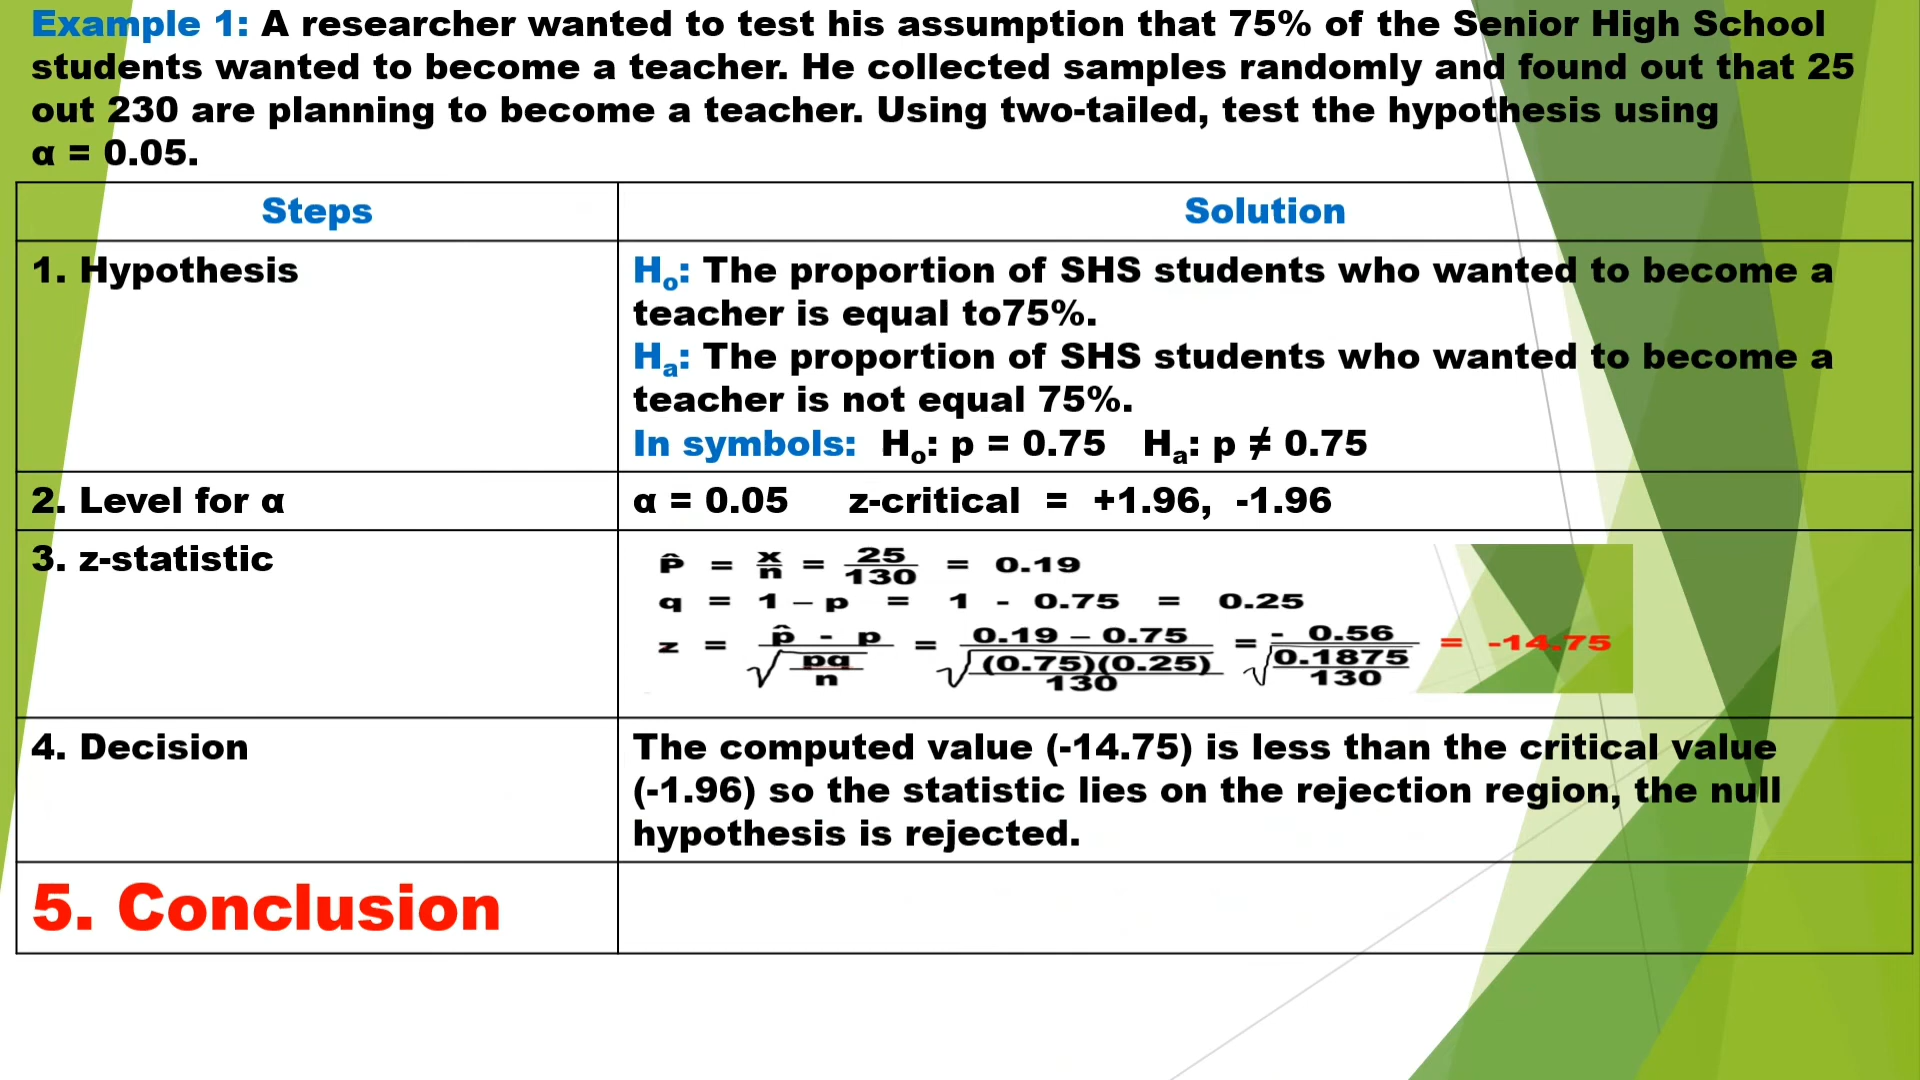 Example 1: A researcher wanted to test his assumption that 75% of the Senior High School
students wanted to become a teacher. He collected samples randomly and found out that 25
out 230 are planning to become a teacher. Using two-tailed, test the hypothesis using
α = 0.05.
Steps Solution
1. Hypothesis
Hₒ: The proportion of SHS students who wanted to become a
teacher is equal to75%.
Hₐ: The proportion of SHS students who wanted to become a
teacher is not equal 75%.
In symbols: Hₒ: p = 0.75 Hₐ: p ≠ 0.75
2. Level for α
α = 0.05 z-critical = +1.96, -1.96
3. z-statistic
P̂ = x/n = 25/130 = 0.19
q = 1 – p = 1 - 0.75 = 0.25
z = (p̂ - p)/√(pq/n) = (0.19 – 0.75)/√((0.75)(0.25)/130) = (- 0.56)/√(0.1875/130) = -14.75
4. Decision
The computed value (-14.75) is less than the critical value
(-1.96) so the statistic lies on the rejection region, the null
hypothesis is rejected.
5. Conclusion